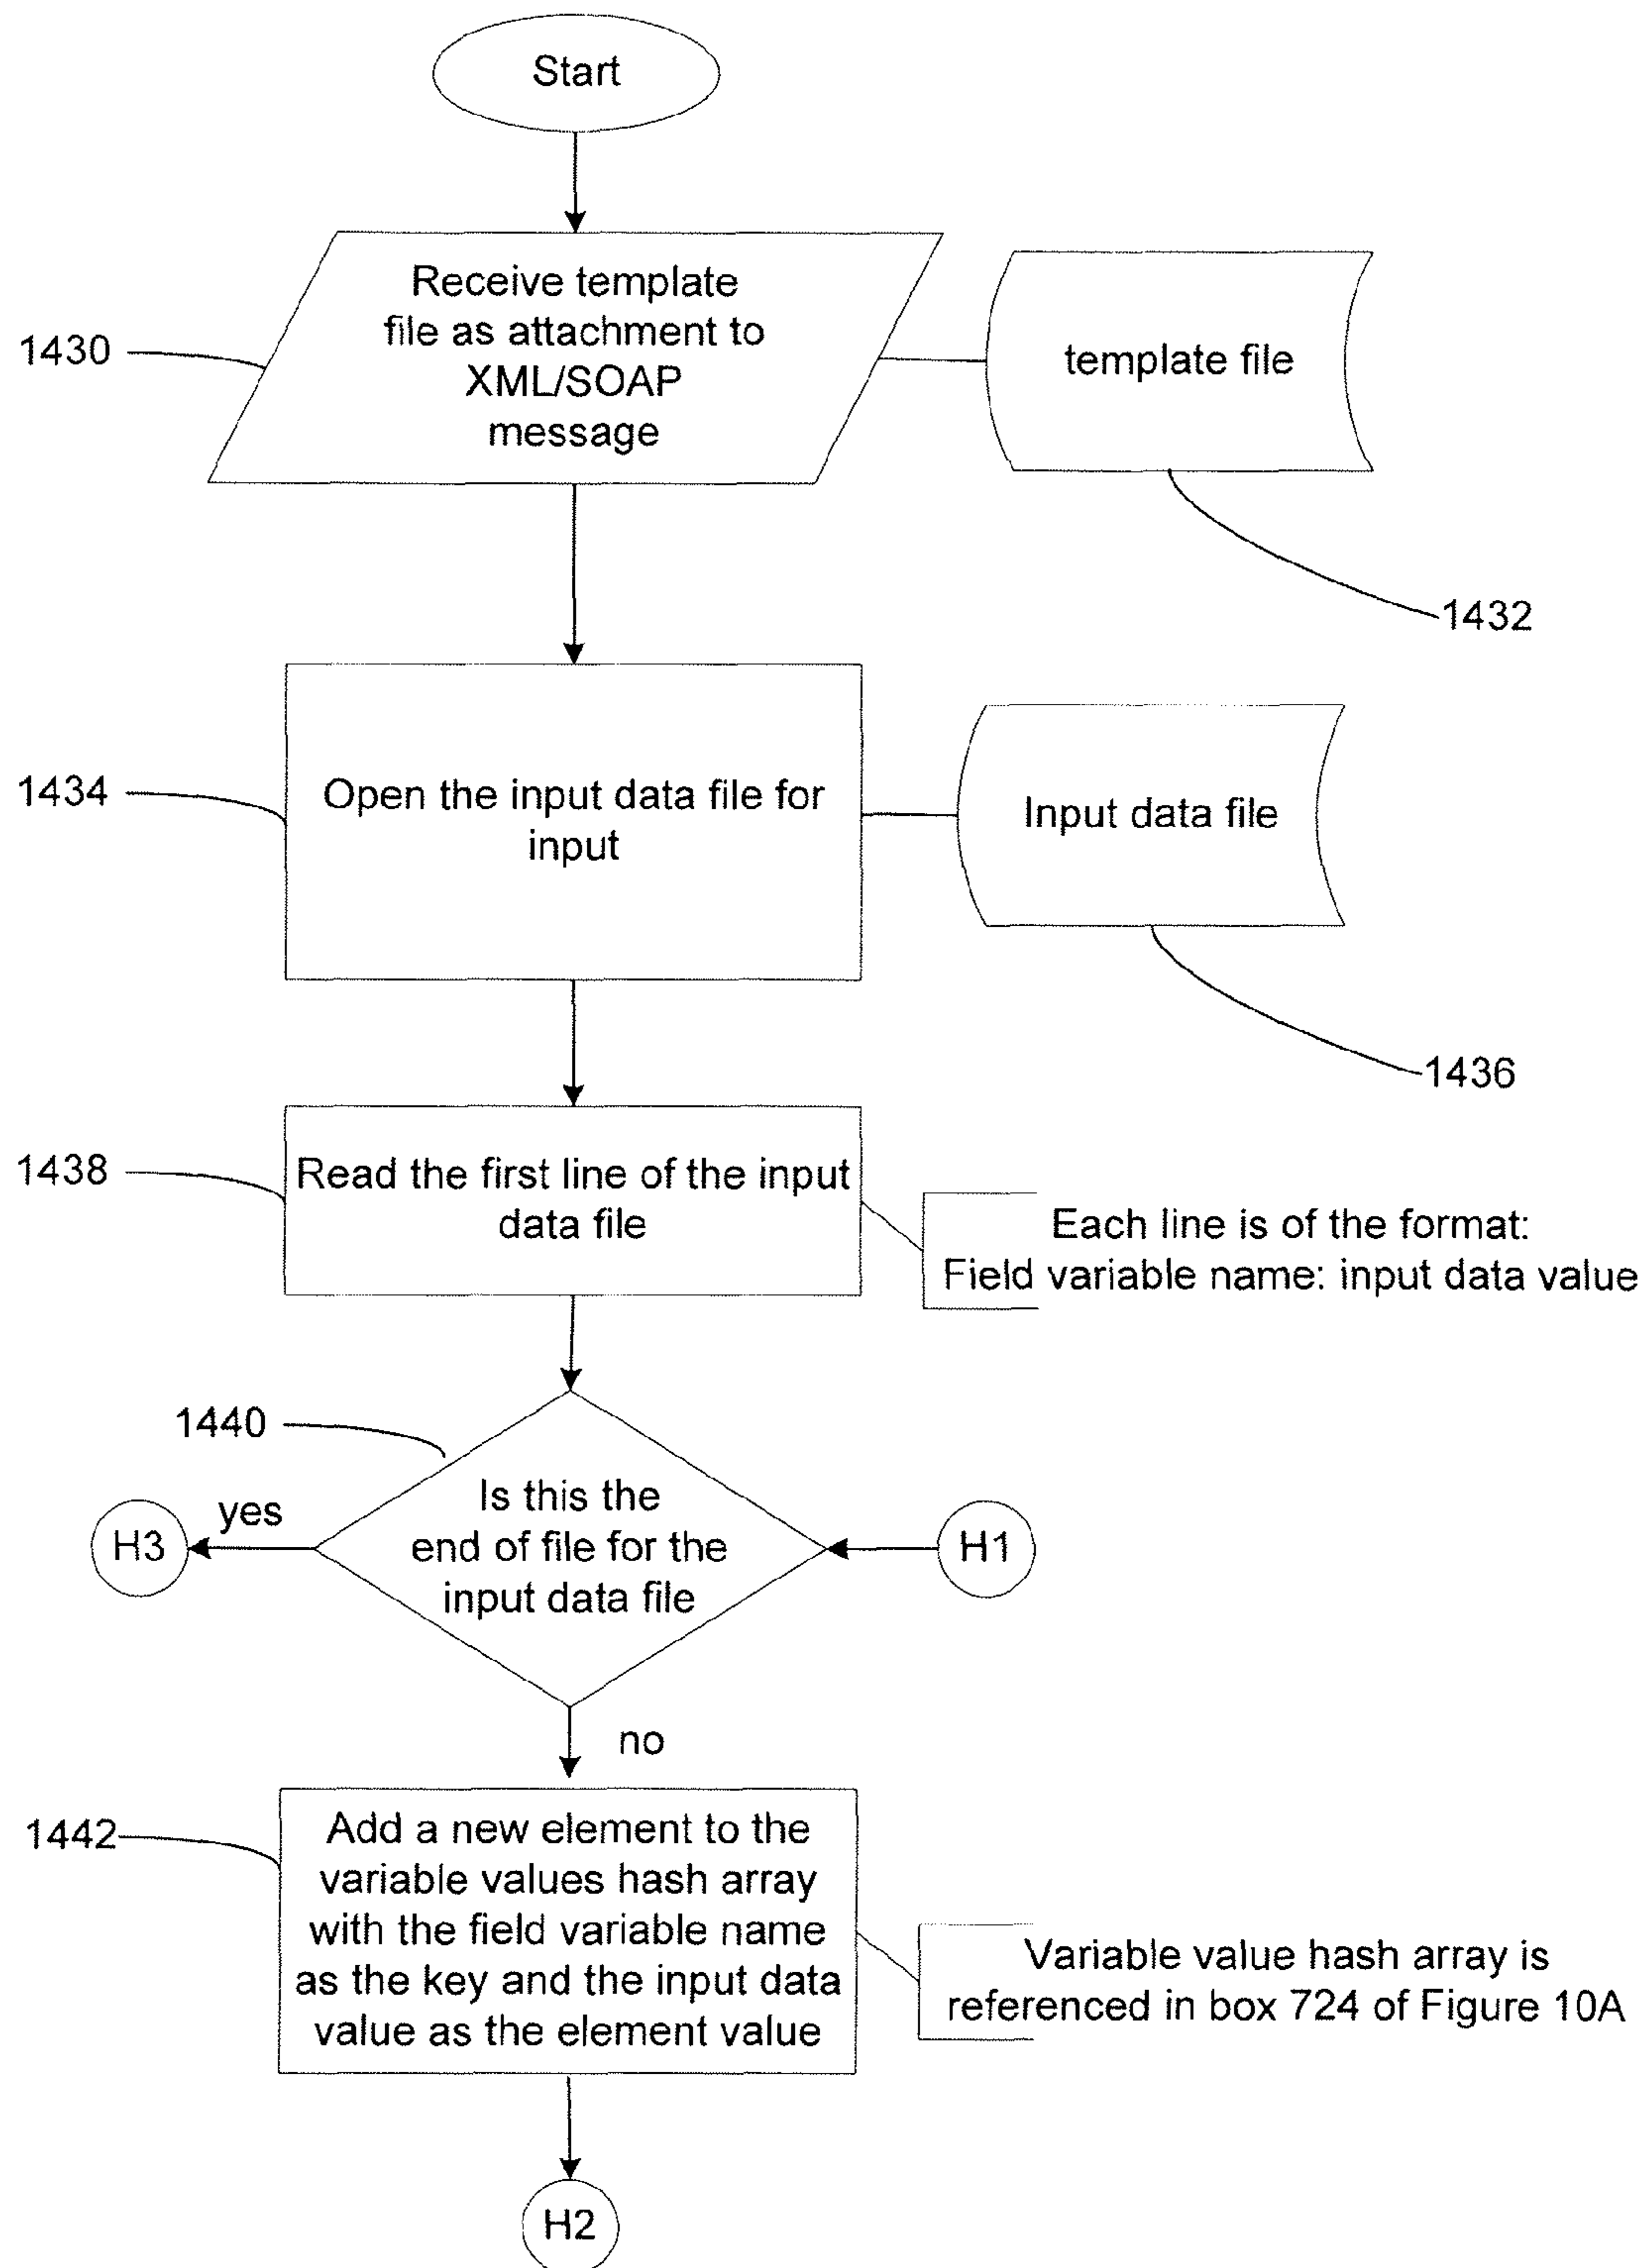 Start
Receive template
file as attachment to
XML/SOAP
message
1430
template file
1432
Open the input data file for
input
1434
Input data file
1436
1438
Read the first line of the input
data file
Each line is of the format:
Field variable name: input data value
1440
Is this the
end of file for the
input data file
yes
H3
H1
no
1442
Add a new element to the
variable values hash array
with the field variable name
as the key and the input data
value as the element value
Variable value hash array is
referenced in box 724 of Figure 10A
H2